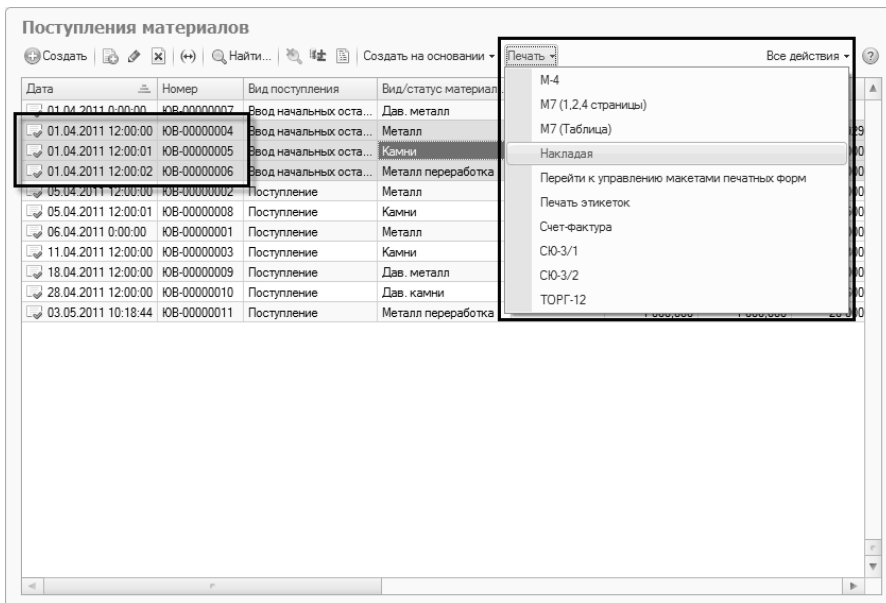 Поступления материалов
Создать Найти... Создать на основании Печать Все действия
Дата Номер Вид поступления Вид/статус материал...
01.04.2011 0:00:00 ЮВ-00000007 Ввод начальных оста... Дав. металл
01.04.2011 12:00:00 ЮВ-00000004 Ввод начальных оста... Металл
01.04.2011 12:00:01 ЮВ-00000005 Ввод начальных оста... Камни
01.04.2011 12:00:02 ЮВ-00000006 Ввод начальных оста... Металл переработка
05.04.2011 12:00:00 ЮВ-00000002 Поступление Металл
05.04.2011 12:00:01 ЮВ-00000008 Поступление Камни
06.04.2011 0:00:00 ЮВ-00000001 Поступление Металл
11.04.2011 12:00:00 ЮВ-00000003 Поступление Камни
18.04.2011 12:00:00 ЮВ-00000009 Поступление Дав. металл
28.04.2011 12:00:00 ЮВ-00000010 Поступление Дав. камни
03.05.2011 10:18:44 ЮВ-00000011 Поступление Металл переработка
М-4
М7 (1,2,4 страницы)
М7 (Таблица)
Накладая
Перейти к управлению макетами печатных форм
Печать этикеток
Счет-фактура
СЮ-3/1
СЮ-3/2
ТОРГ-12